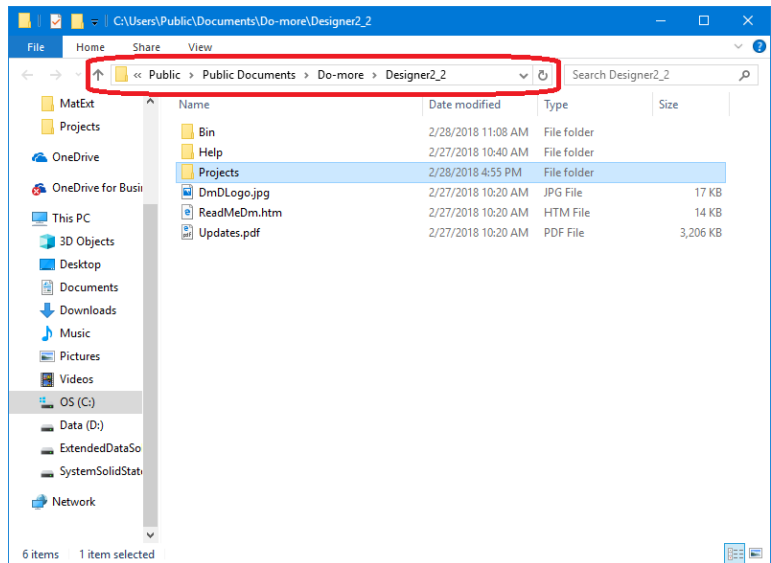 C:\Users\Public\Documents\Do-more\Designer2_2
File Home Share View
« Public > Public Documents > Do-more > Designer2_2 Search Designer2_2
MatExt
Projects
OneDrive
OneDrive for Busi
This PC
3D Objects
Desktop
Documents
Downloads
Music
Pictures
Videos
OS (C:)
Data (D:)
ExtendedDataSo
SystemSolidStat
Network
Name Date modified Type Size
Bin 2/28/2018 11:08 AM File folder
Help 2/27/2018 10:40 AM File folder
Projects 2/28/2018 4:55 PM File folder
DmDLogo.jpg 2/27/2018 10:20 AM JPG File 17 KB
ReadMeDm.htm 2/27/2018 10:20 AM HTM File 14 KB
Updates.pdf 2/27/2018 10:20 AM PDF File 3,206 KB
6 items 1 item selected